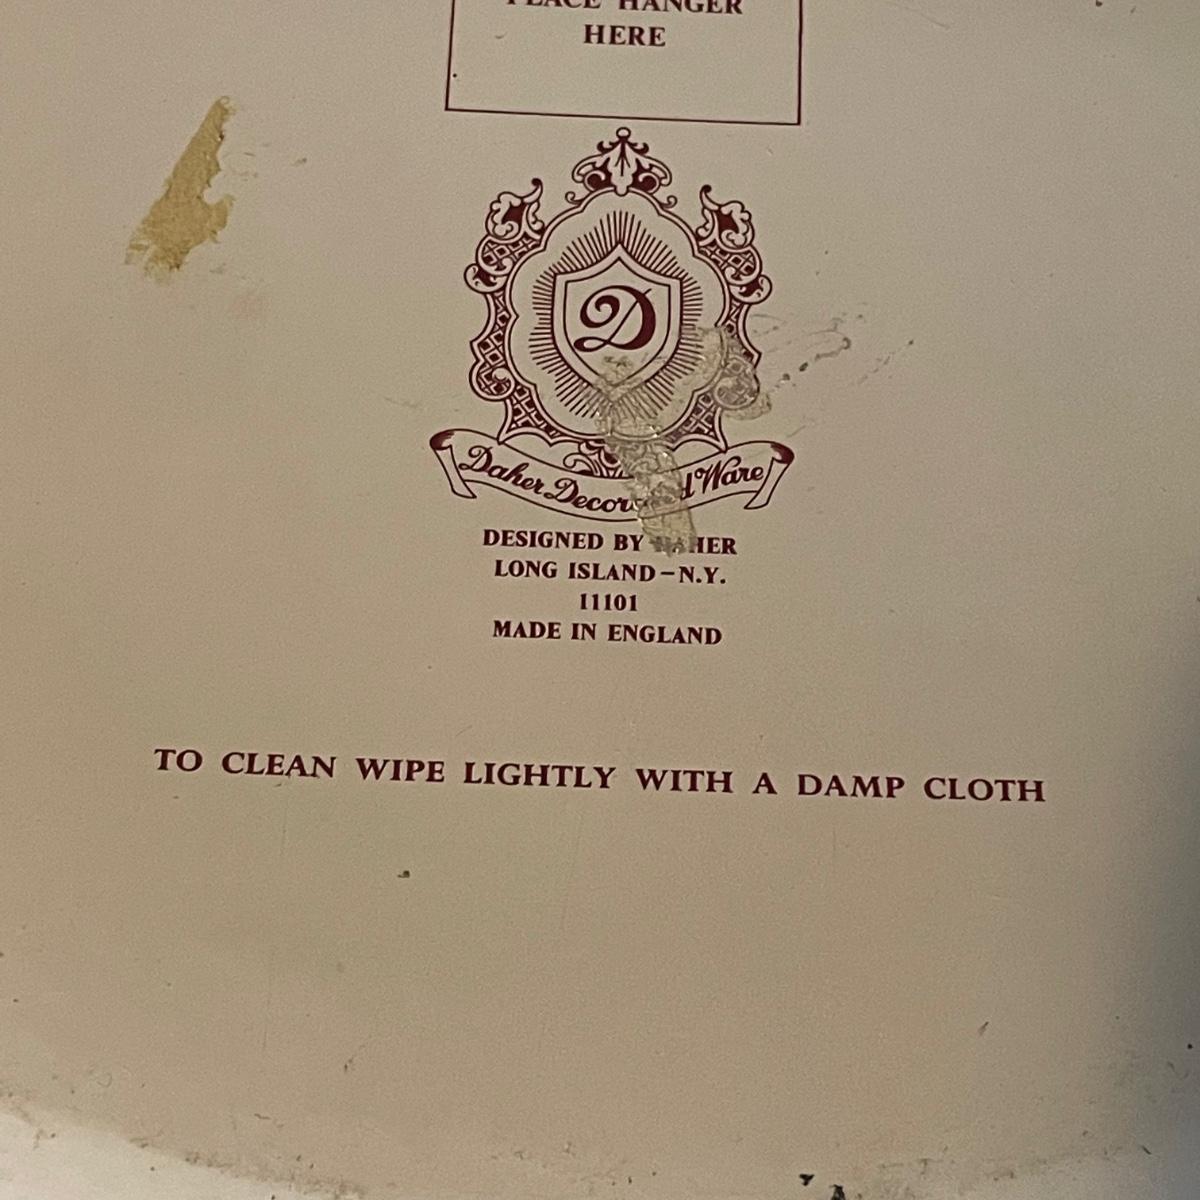 PLACE HANGER
HERE
D
Daher Ware
DESIGNED BY
LONG ISLAND-N.Y.
11101
MADE IN ENGLAND
TO CLEAN WIPE LIGHTLY WITH A DAMP CLOTH